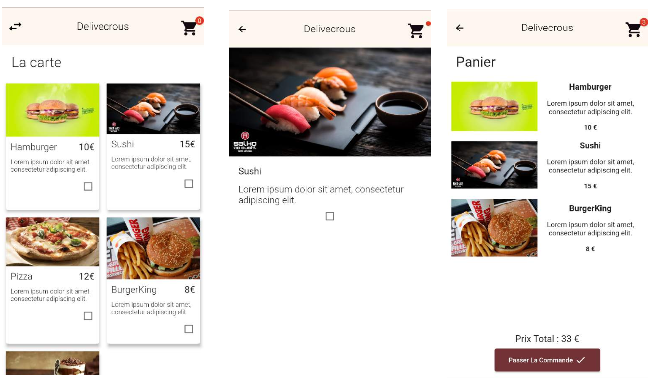 Delivecrous
0
La carte
Hamburger 10€
Lorem ipsum dolor sit amet
consectetur adipiscing elit.
Sushi 15€
Lorem ipsum dolor sit amet,
consectetur adipiscing elit.
Pizza 12€
Lorem ipsum dolor sit amet
consectetur adipiscing elit.
BurgerKing 8€
Lorem ipsum dolor sit amet,
consectetur adipiscing elit.
Delivecrous
Sushi
Lorem ipsum dolor sit amet, consectetur
adipiscing elit.
Delivecrous
Panier
Hamburger
Lorem ipsum dolor sit amet,
consectetur adipiscing elit.
10 €
Sushi
Lorem ipsum dolor sit amet,
consectetur adipiscing elit.
15 €
BurgerKing
Lorem ipsum dolor sit amet,
consectetur adipiscing elit.
8 €
Prix Total : 33 €
Passer La Commande